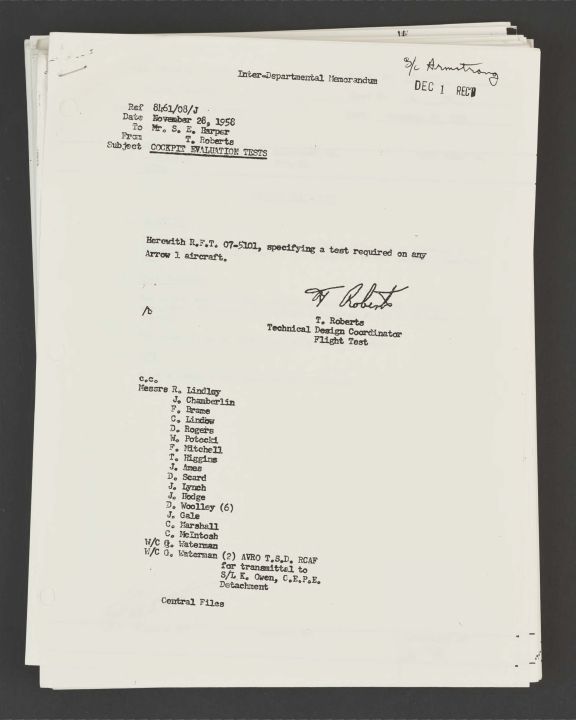 S/L Armstrong
Inter-Departmental Memorandum
DEC 1 REC'D
Ref 8461/08/J
Date November 28, 1958
To Mr. S. E. Harper
From T. Roberts
Subject COCKPIT EVALUATION TESTS
Herewith R.F.T. 07-5101, specifying a test required on any
Arrow 1 aircraft.
T. Roberts
/b
T. Roberts
Technical Design Coordinator
Flight Test
c.c.
Messrs R. Lindley
J. Chamberlin
F. Brame
C. Lindow
D. Rogers
W. Potocki
F. Mitchell
T. Higgins
J. Ames
D. Scard
J. Lynch
J. Hodge
D. Woolley (6)
J. Gale
C. Marshall
C. McIntosh
W/C G. Waterman
W/C G. Waterman (2) AVRO T.S.D. RCAF
for transmittal to
S/L K. Owen, C.E.P.E.
Detachment
Central Files